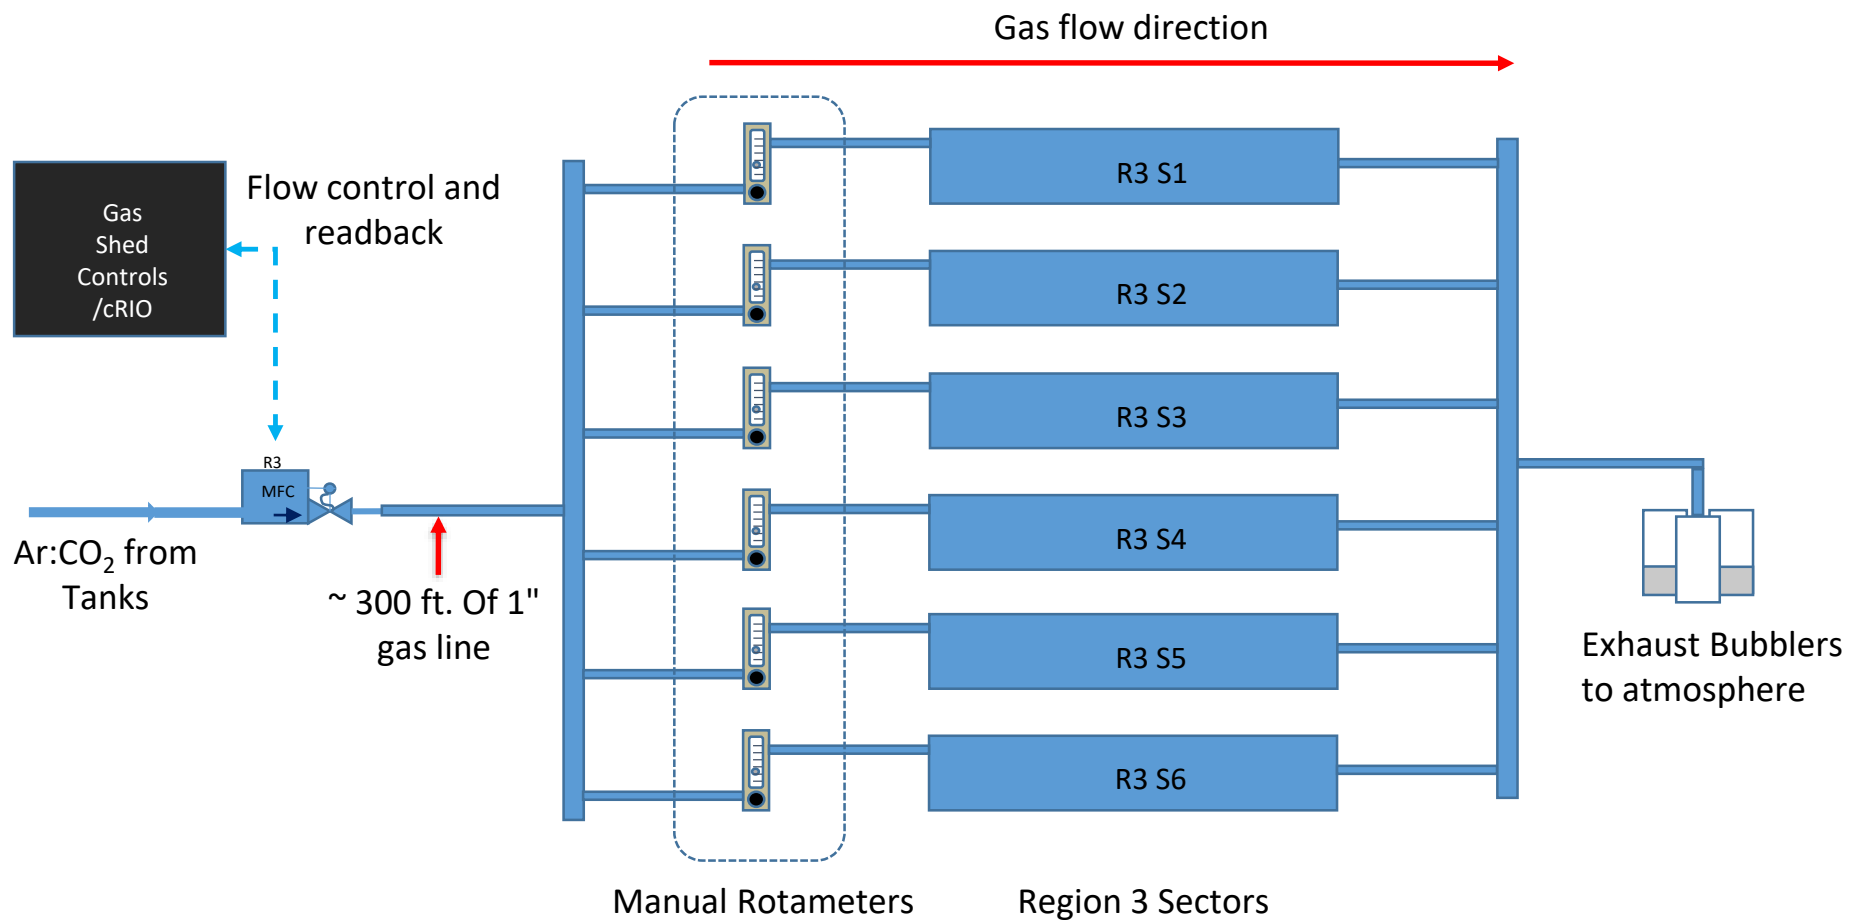 Gas flow direction
Gas
Shed
Controls
/cRIO
Flow control and
readback
R3
MFC
Ar:CO₂ from
Tanks
~ 300 ft. Of 1"
gas line
R3 S1
R3 S2
R3 S3
R3 S4
R3 S5
R3 S6
Exhaust Bubblers
to atmosphere
Manual Rotameters
Region 3 Sectors